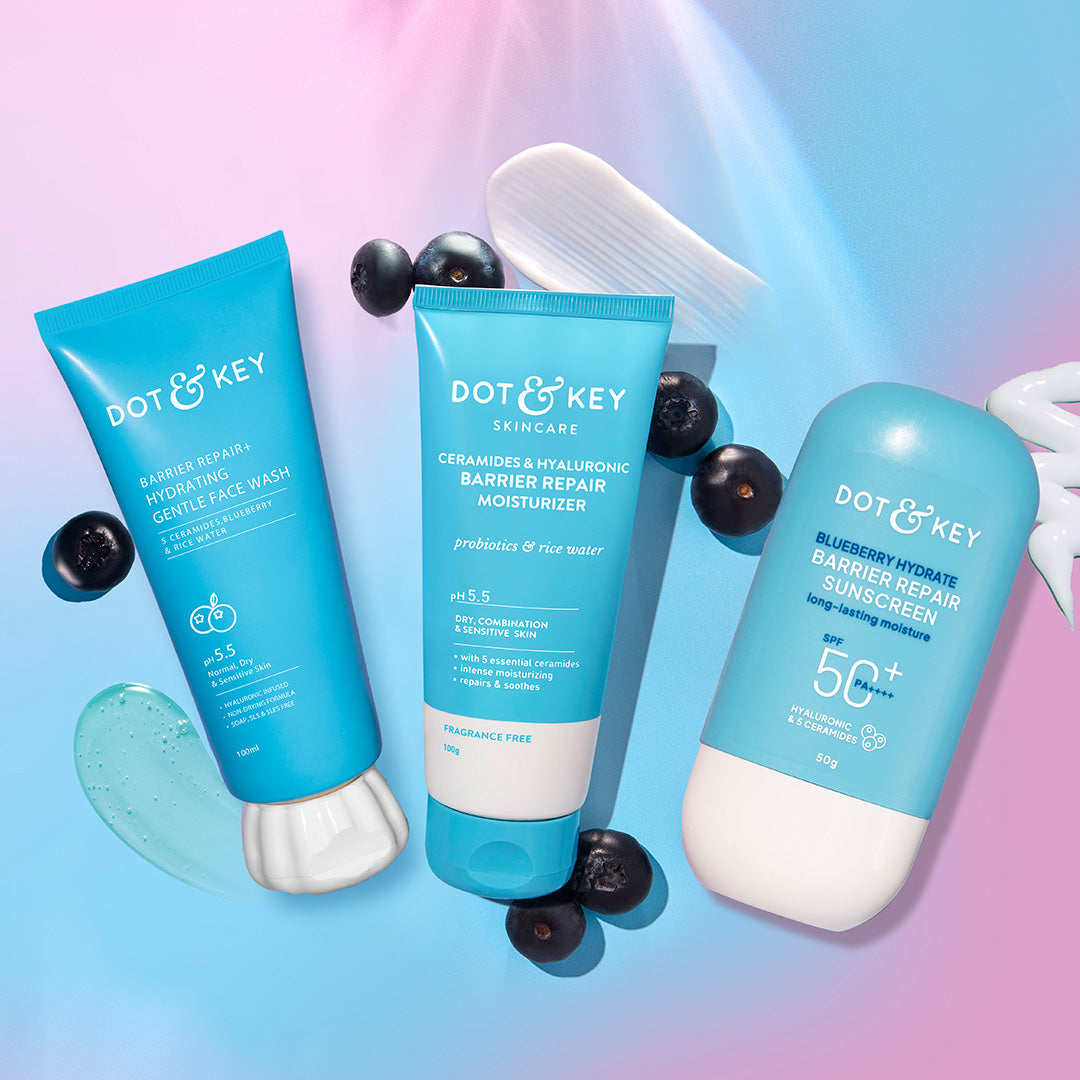 DOT & KEY
BARRIER REPAIR+
HYDRATING
GENTLE FACE WASH
5 CERAMIDES, BLUEBERRY
& RICE WATER
pH 5.5
Normal, Dry
& Sensitive Skin
• HYALURONIC INFUSED
• NON-DRYING FORMULA
• SOAP, SLS & SLES FREE
100ml
DOT & KEY
SKINCARE
CERAMIDES & HYALURONIC
BARRIER REPAIR
MOISTURIZER
probiotics & rice water
pH 5.5
DRY, COMBINATION
& SENSITIVE SKIN
• with 5 essential ceramides
• intense moisturizing
• repairs & soothes
FRAGRANCE FREE
100g
DOT & KEY
BLUEBERRY HYDRATE
BARRIER REPAIR
SUNSCREEN
long-lasting moisture
SPF
50+
PA++++
HYALURONIC
& 5 CERAMIDES
50g